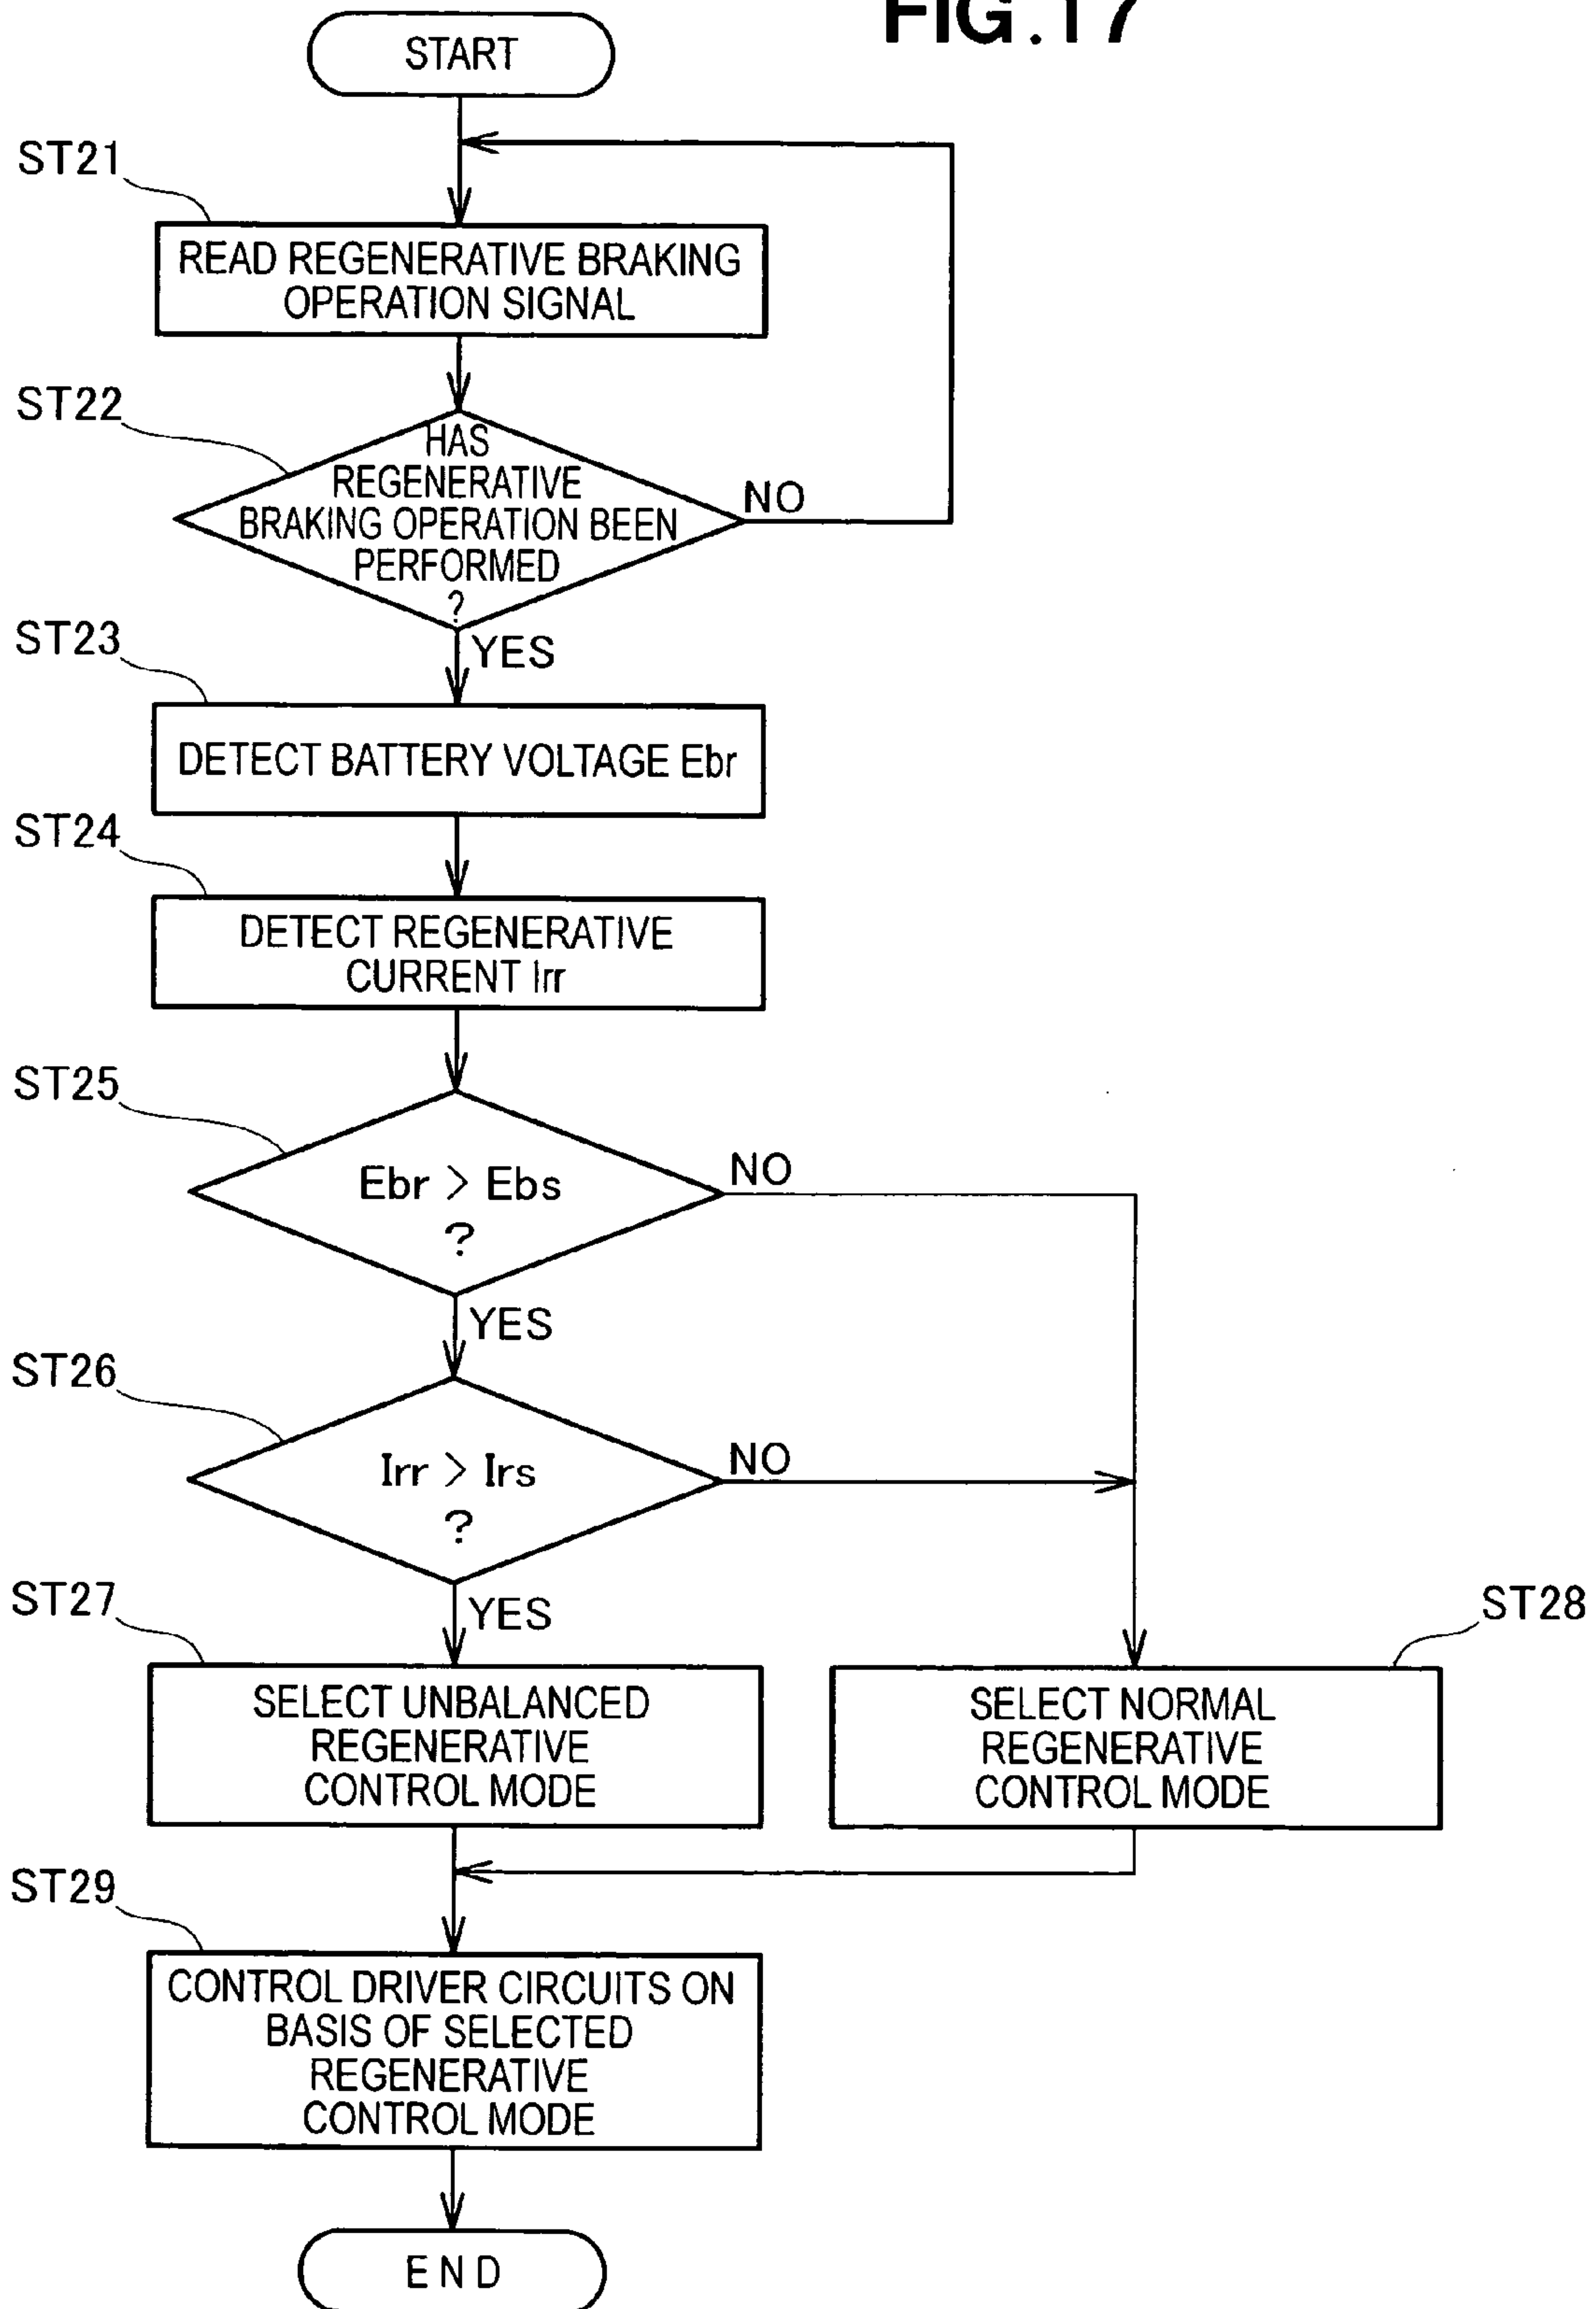 FIG.17
START
ST21
READ REGENERATIVE BRAKING
OPERATION SIGNAL
ST22
HAS
REGENERATIVE
BRAKING OPERATION BEEN
PERFORMED
?
NO
YES
ST23
DETECT BATTERY VOLTAGE Ebr
ST24
DETECT REGENERATIVE
CURRENT Irr
ST25
Ebr > Ebs
?
NO
YES
ST26
Irr > Irs
?
NO
YES
ST27
SELECT UNBALANCED
REGENERATIVE
CONTROL MODE
ST28
SELECT NORMAL
REGENERATIVE
CONTROL MODE
ST29
CONTROL DRIVER CIRCUITS ON
BASIS OF SELECTED
REGENERATIVE
CONTROL MODE
END